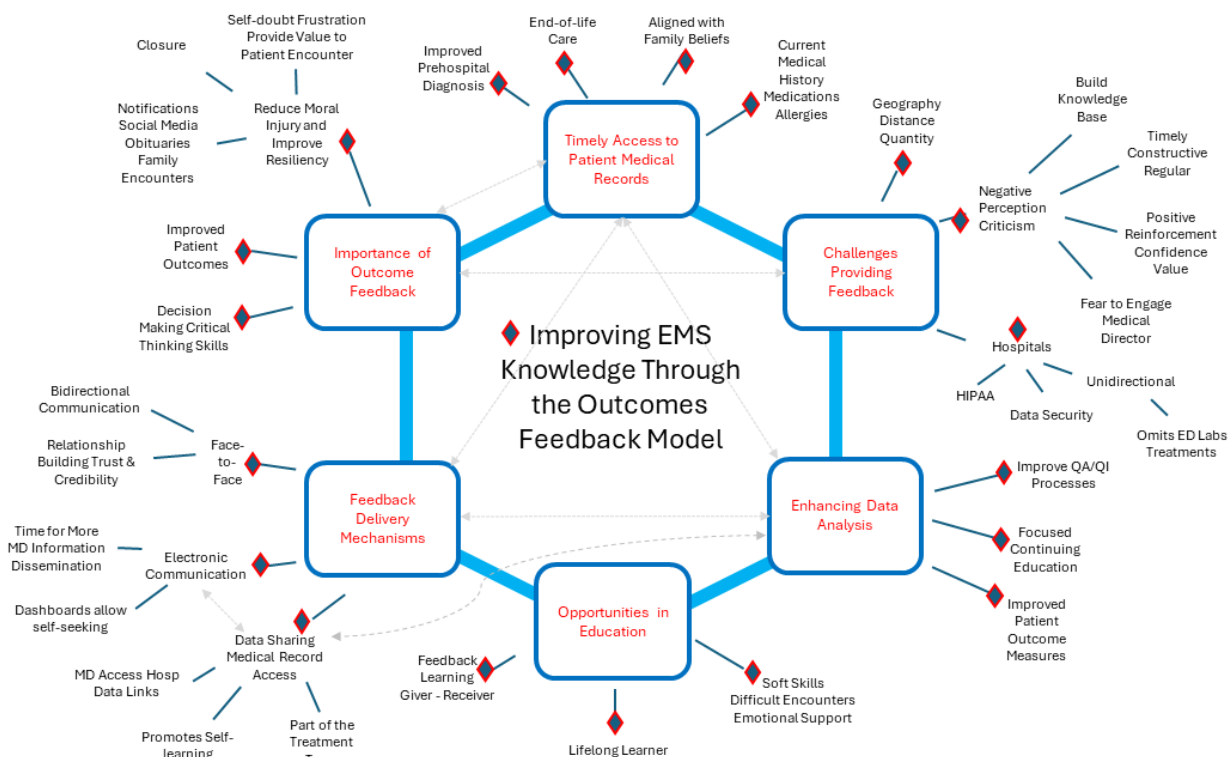 Self-doubt Frustration
Provide Value to
Patient Encounter
Closure
Notifications
Social Media
Obituaries
Family
Encounters
Reduce Moral
Injury and
Improve
Resiliency
Improved
Prehospital
Diagnosis
End-of-life
Care
Aligned with
Family Beliefs
Current
Medical
History
Medications
Allergies
Timely Access to
Patient Medical
Records
Geography
Distance
Quantity
Build
Knowledge
Base
Timely
Constructive
Regular
Negative
Perception
Criticism
Positive
Reinforcement
Confidence
Value
Fear to Engage
Medical
Director
Improved
Patient
Outcomes
Importance of
Outcome
Feedback
Challenges
Providing
Feedback
Decision
Making Critical
Thinking Skills
Hospitals
HIPAA
Data Security
Unidirectional
Omits ED Labs
Treatments
Improving EMS
Knowledge Through
the Outcomes
Feedback Model
Bidirectional
Communication
Relationship
Building Trust &
Credibility
Face-
to-
Face
Feedback
Delivery
Mechanisms
Enhancing Data
Analysis
Improve QA/QI
Processes
Focused
Continuing
Education
Improved
Patient
Outcome
Measures
Time for More
MD Information
Dissemination
Electronic
Communication
Dashboards allow
self-seeking
Data Sharing
Medical Record
Access
MD Access Hosp
Data Links
Promotes Self-
learning
Part of the
Treatment
Opportunities in
Education
Feedback
Learning
Giver - Receiver
Lifelong Learner
Soft Skills
Difficult Encounters
Emotional Support